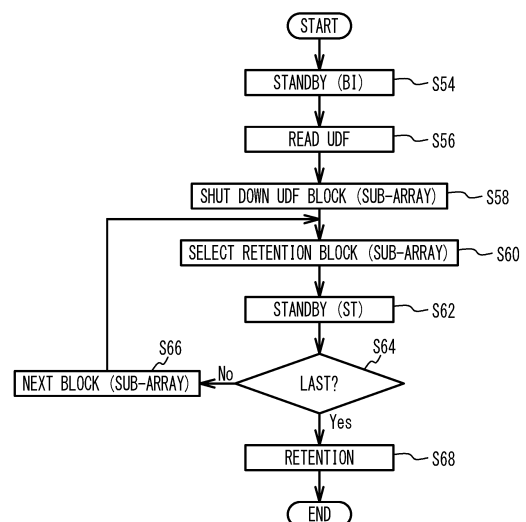 START
STANDBY (BI)
S54
READ UDF
S56
SHUT DOWN UDF BLOCK (SUB-ARRAY)
S58
SELECT RETENTION BLOCK (SUB-ARRAY)
S60
STANDBY (ST)
S62
S66
S64
NEXT BLOCK (SUB-ARRAY)
No
LAST?
Yes
RETENTION
S68
END